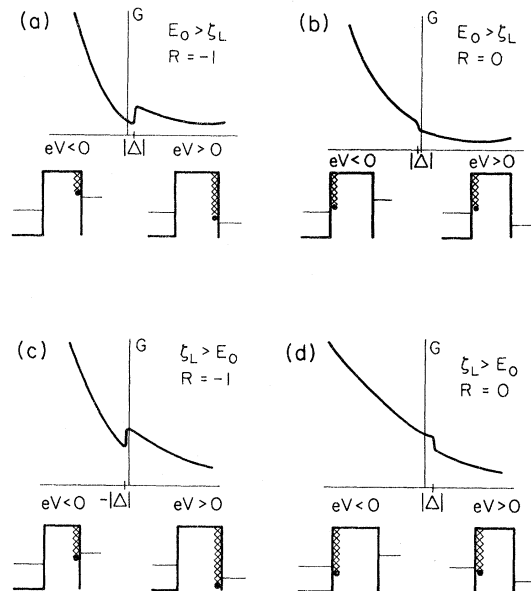 (a)
G
E₀ > ζL
R = −1
eV<0
|Δ|
eV>0
(b)
G
E₀ > ζL
R = 0
eV<0
|Δ|
eV>0
(c)
G
ζL > E₀
R = −1
eV<0
-|Δ|
eV>0
(d)
G
ζL > E₀
R = 0
eV<0
|Δ|
eV>0